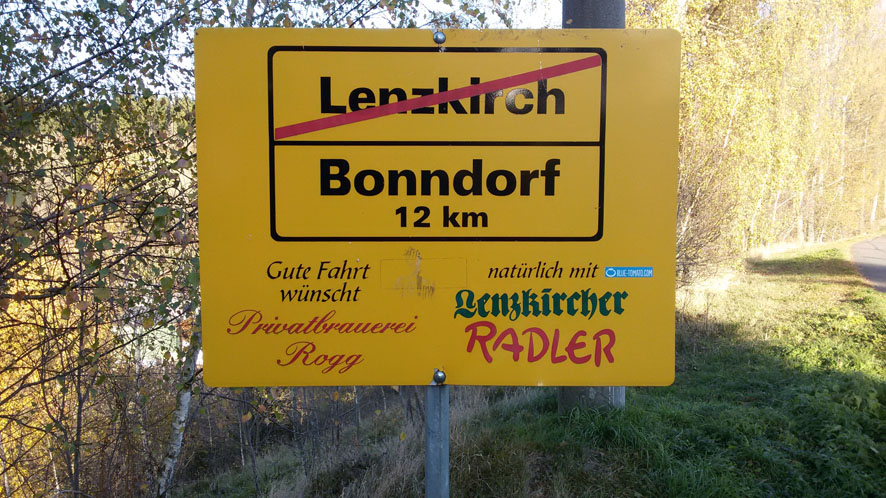 Lenzkirch
Bonndorf
12 km
Gute Fahrt
wünscht
Privatbrauerei
Rogg
natürlich mit
BLUE-TOMATO.COM
Lenzkircher
RADLER